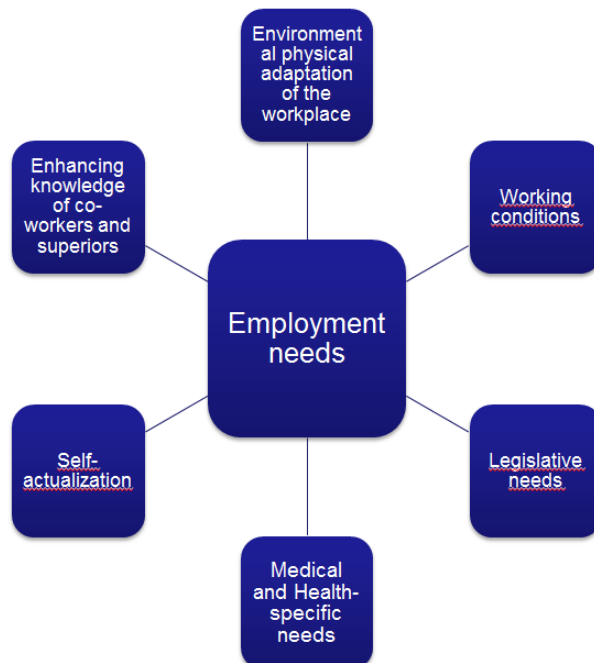 Environment
al physical
adaptation
of the
workplace
Enhancing
knowledge
of co-
workers and
superiors
Working
conditions
Employment
needs
Self-
actualization
Legislative
needs
Medical
and Health-
specific
needs